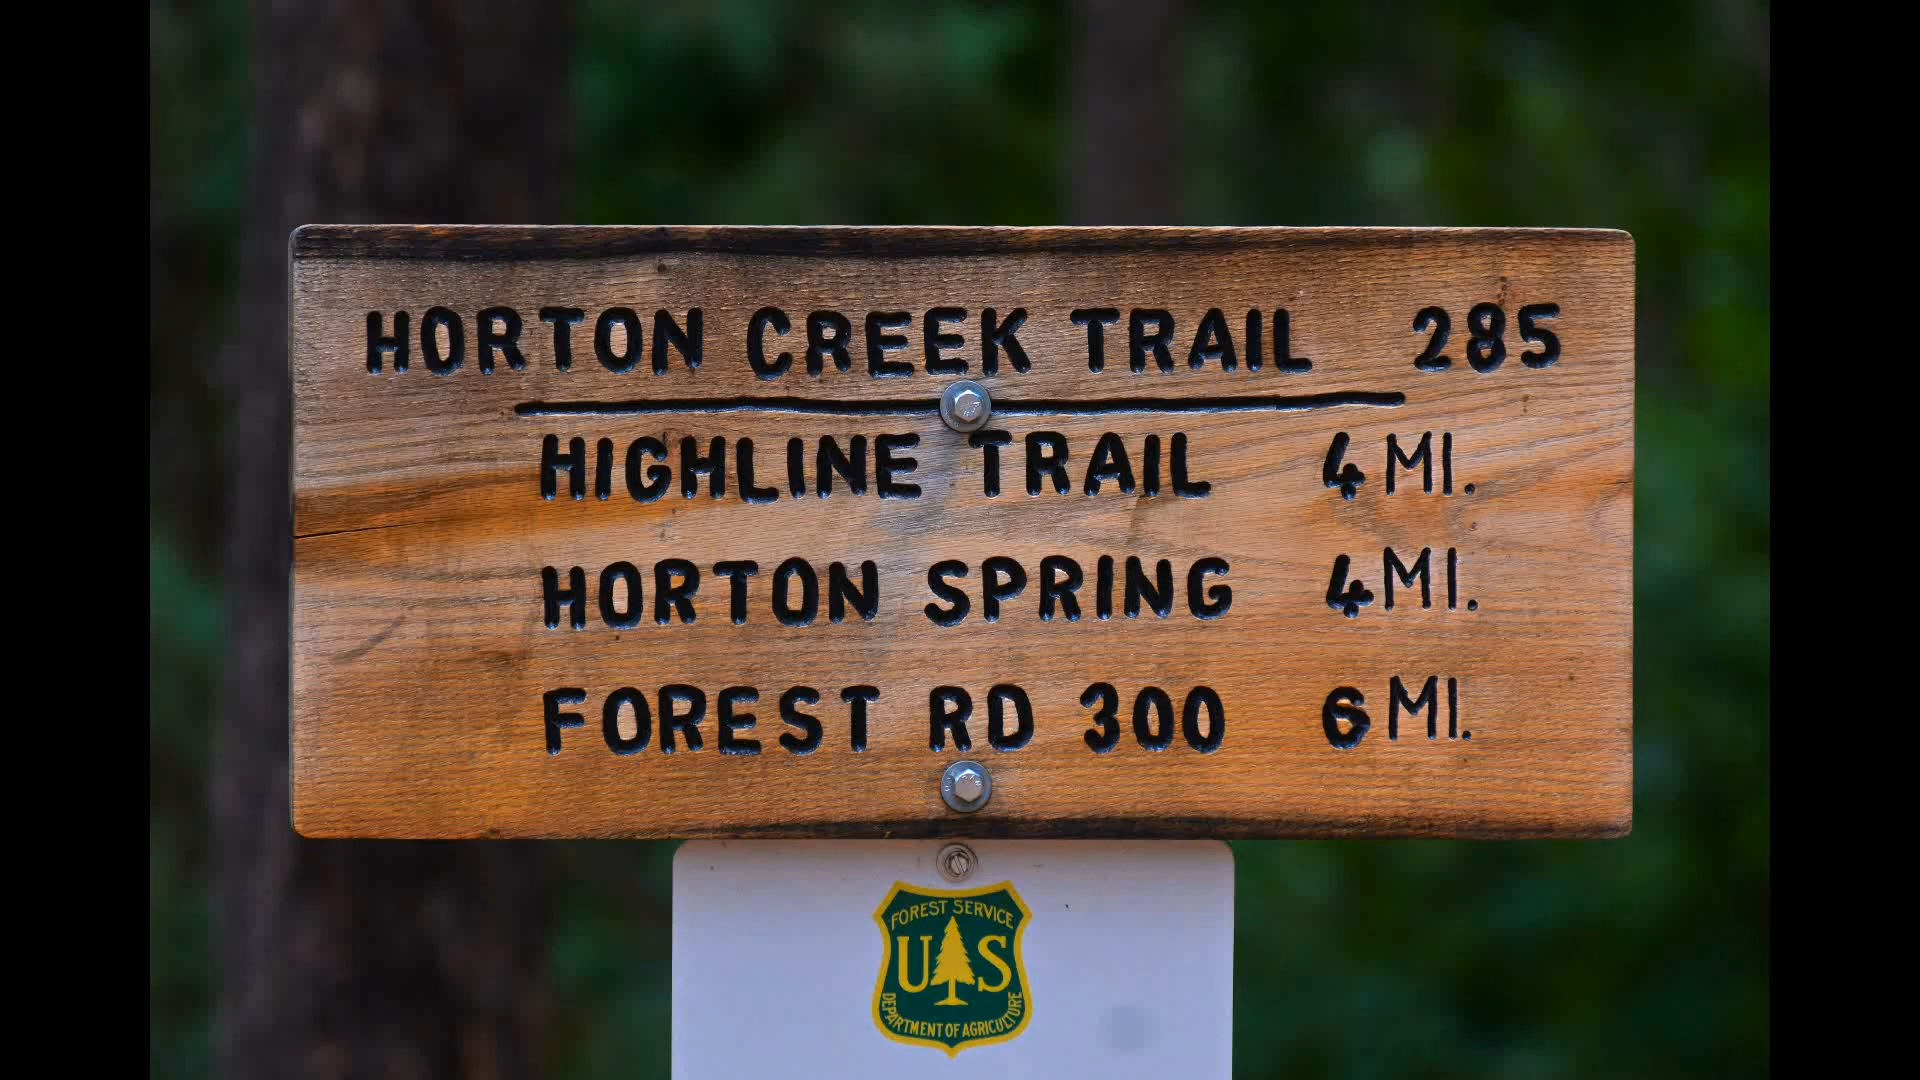 HORTON CREEK TRAIL 285
HIGHLINE TRAIL 4 MI.
HORTON SPRING 4 MI.
FOREST RD 300 6 MI.
FOREST SERVICE
U S
DEPARTMENT OF AGRICULTURE